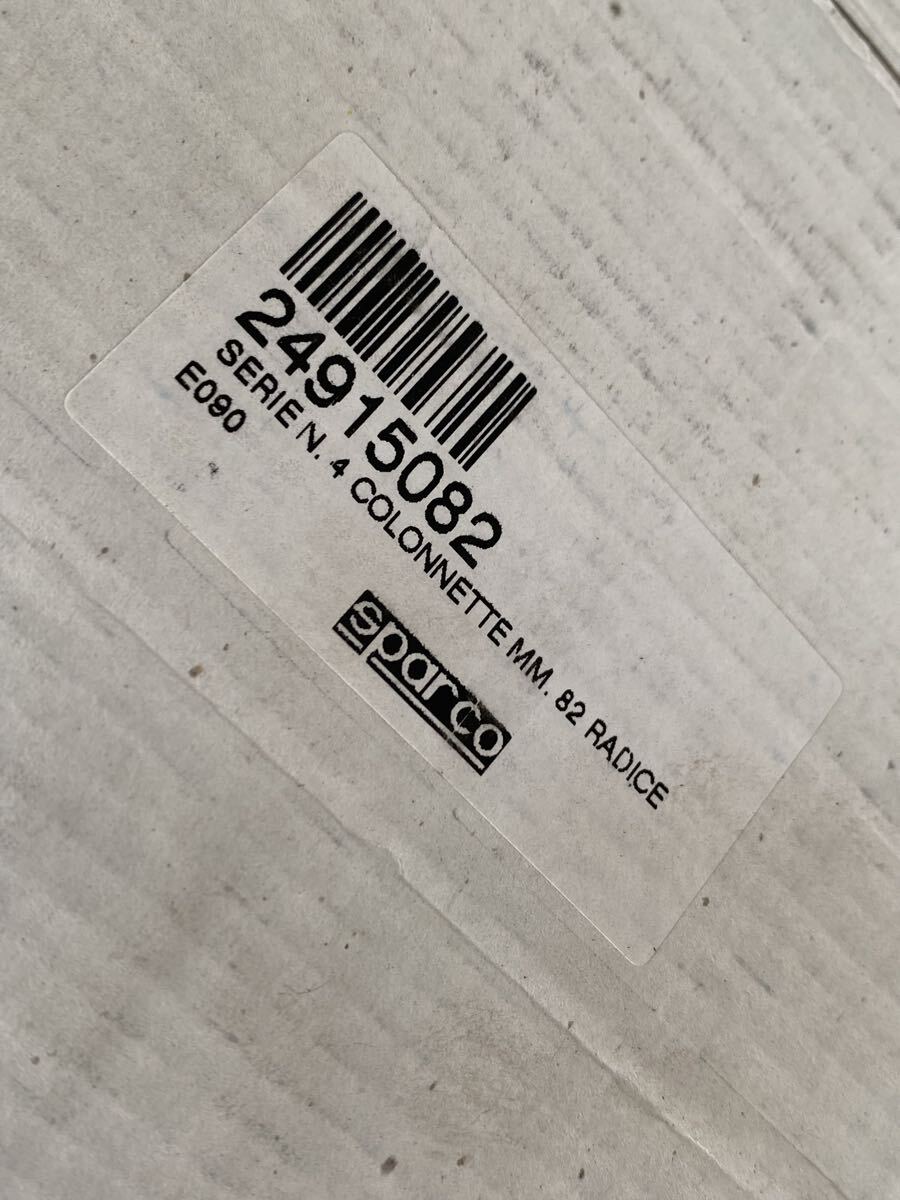 24915082
SERIE N. 4 COLONNETTE MM. 82 RADICE
E090
sparco